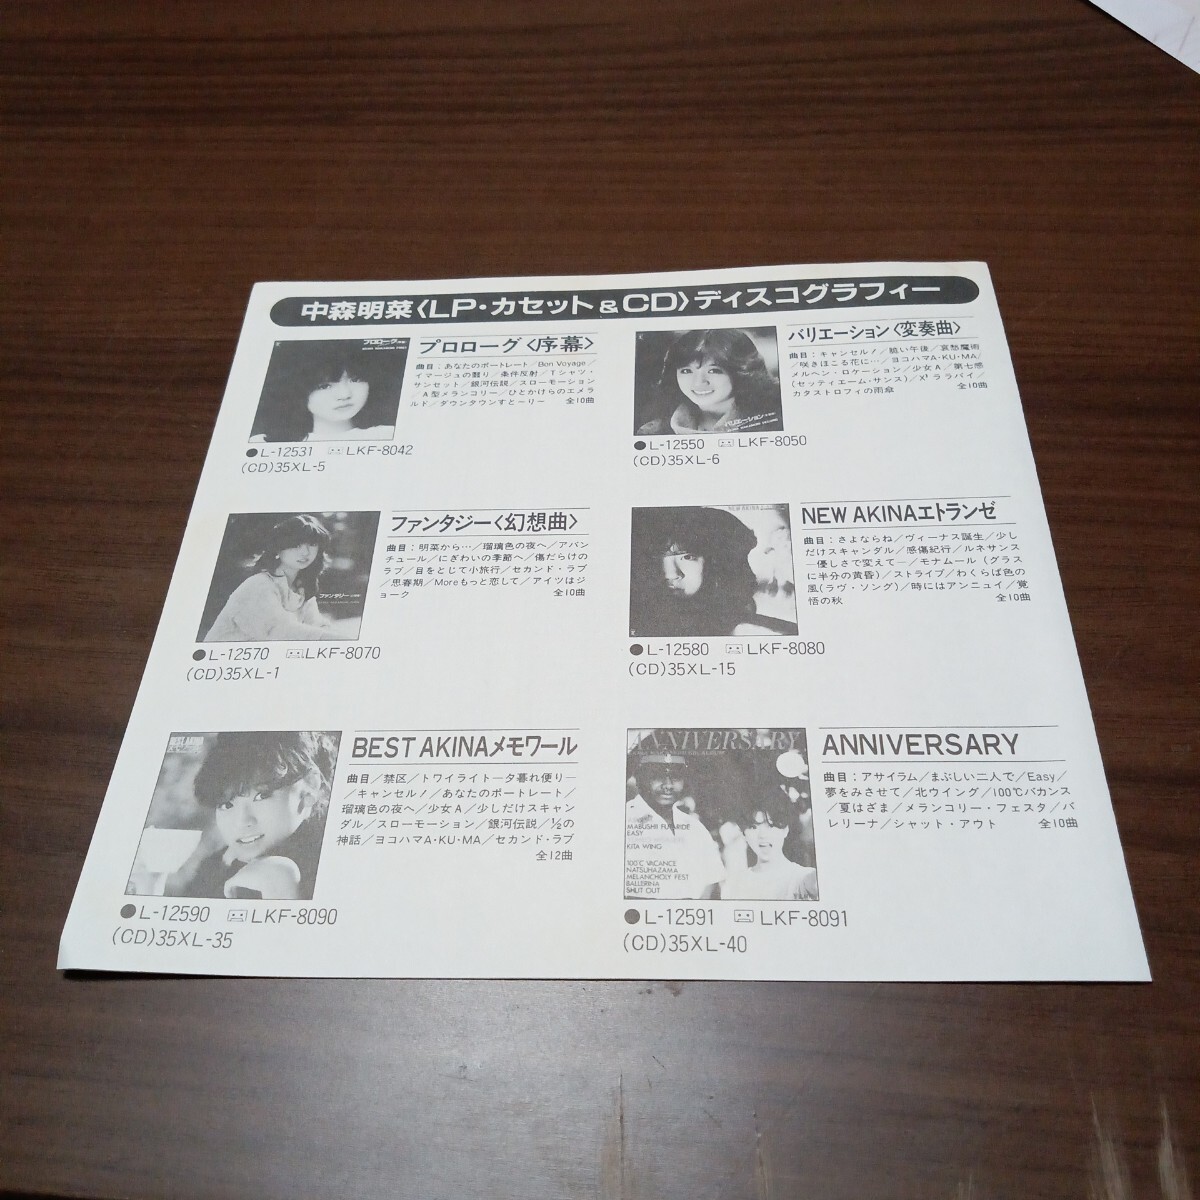 中森明菜〈LP・カセット&CD〉ディスコグラフィー
プロローグ〈序幕〉
曲目：あなたのポートレート／Bon Voyage／
イマージュの翳り／条件反射／Tシャツ・
サンセット／銀河伝説／スローモーション
／A型メランコリー／ひとかけらのエメラ
ルド／ダウンタウンすとーりー 全10曲
●L-12531 LKF-8042
(CD)35XL-5
バリエーション〈変奏曲〉
曲目：キャンセル！／脆い午後／哀愁魔術
／咲きほこる花に…／ヨコハマA・KU・MA／
メルヘン・ロケーション／少女A／第七感
(セッティエーム・サンス)／X³ララバイ／
カタストロフィの雨傘 全10曲
●L-12550 LKF-8050
(CD)35XL-6
ファンタジー〈幻想曲〉
曲目：明菜から…／瑠璃色の夜へ／アバン
チュール／にぎわいの季節へ／傷だらけの
ラブ／目をとじて小旅行／セカンド・ラブ
／思春期／Moreもっと恋して／アイツはジ
ョーク 全10曲
●L-12570 LKF-8070
(CD)35XL-1
NEW AKINAエトランゼ
曲目：さよならね／ヴィーナス誕生／少し
だけスキャンダル／感傷紀行／ルネサンス
―優しさで変えて―／モナムール(グラス
に半分の黄昏)／ストライプ／わくらば色の
風(ラヴ・ソング)／時にはアンニュイ／覚
悟の秋 全10曲
●L-12580 LKF-8080
(CD)35XL-15
BEST AKINAメモワール
曲目／禁区／トワイライト―夕暮れ便り―
／キャンセル！／あなたのポートレート／
瑠璃色の夜へ／少女A／少しだけスキャン
ダル／スローモーション／銀河伝説／½の
神話／ヨコハマA・KU・MA／セカンド・ラブ
全12曲
●L-12590 LKF-8090
(CD)35XL-35
ANNIVERSARY
MABUSHII FUTARIDE
EASY
KITA WING
100℃ VACANCE
NATSUHAZAMA
MELANCHOLY FEST
BALLERINA
SHUT OUT
ANNIVERSARY
曲目：アサイラム／まぶしい二人で／Easy／
夢をみさせて／北ウイング／100℃バカンス
／夏はざま／メランコリー・フェスタ／バ
レリーナ／シャット・アウト 全10曲
●L-12591 LKF-8091
(CD)35XL-40